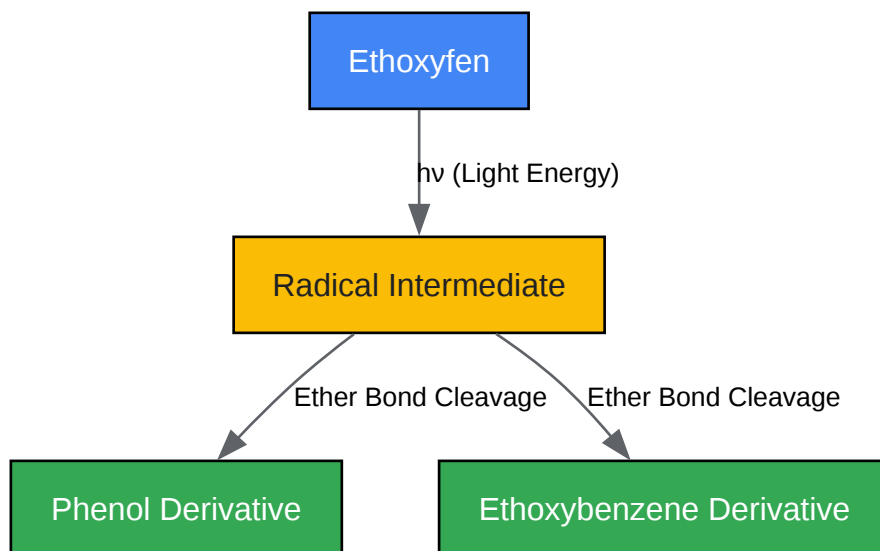 Ethoxyfen
hν (Light Energy)
Radical Intermediate
Ether Bond Cleavage
Ether Bond Cleavage
Phenol Derivative
Ethoxybenzene Derivative